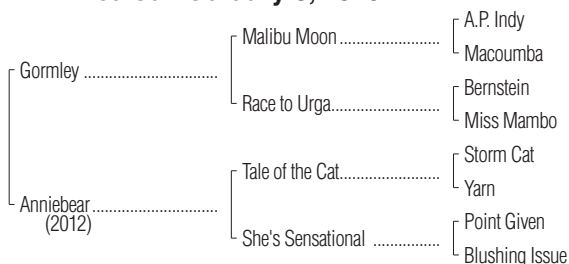 Gormley ................................
Malibu Moon ........................
A.P. Indy
Macoumba
Race to Urga..........................
Bernstein
Miss Mambo
Anniebear..............................
(2012)
Tale of the Cat........................
Storm Cat
Yarn
She's Sensational ................
Point Given
Blushing Issue